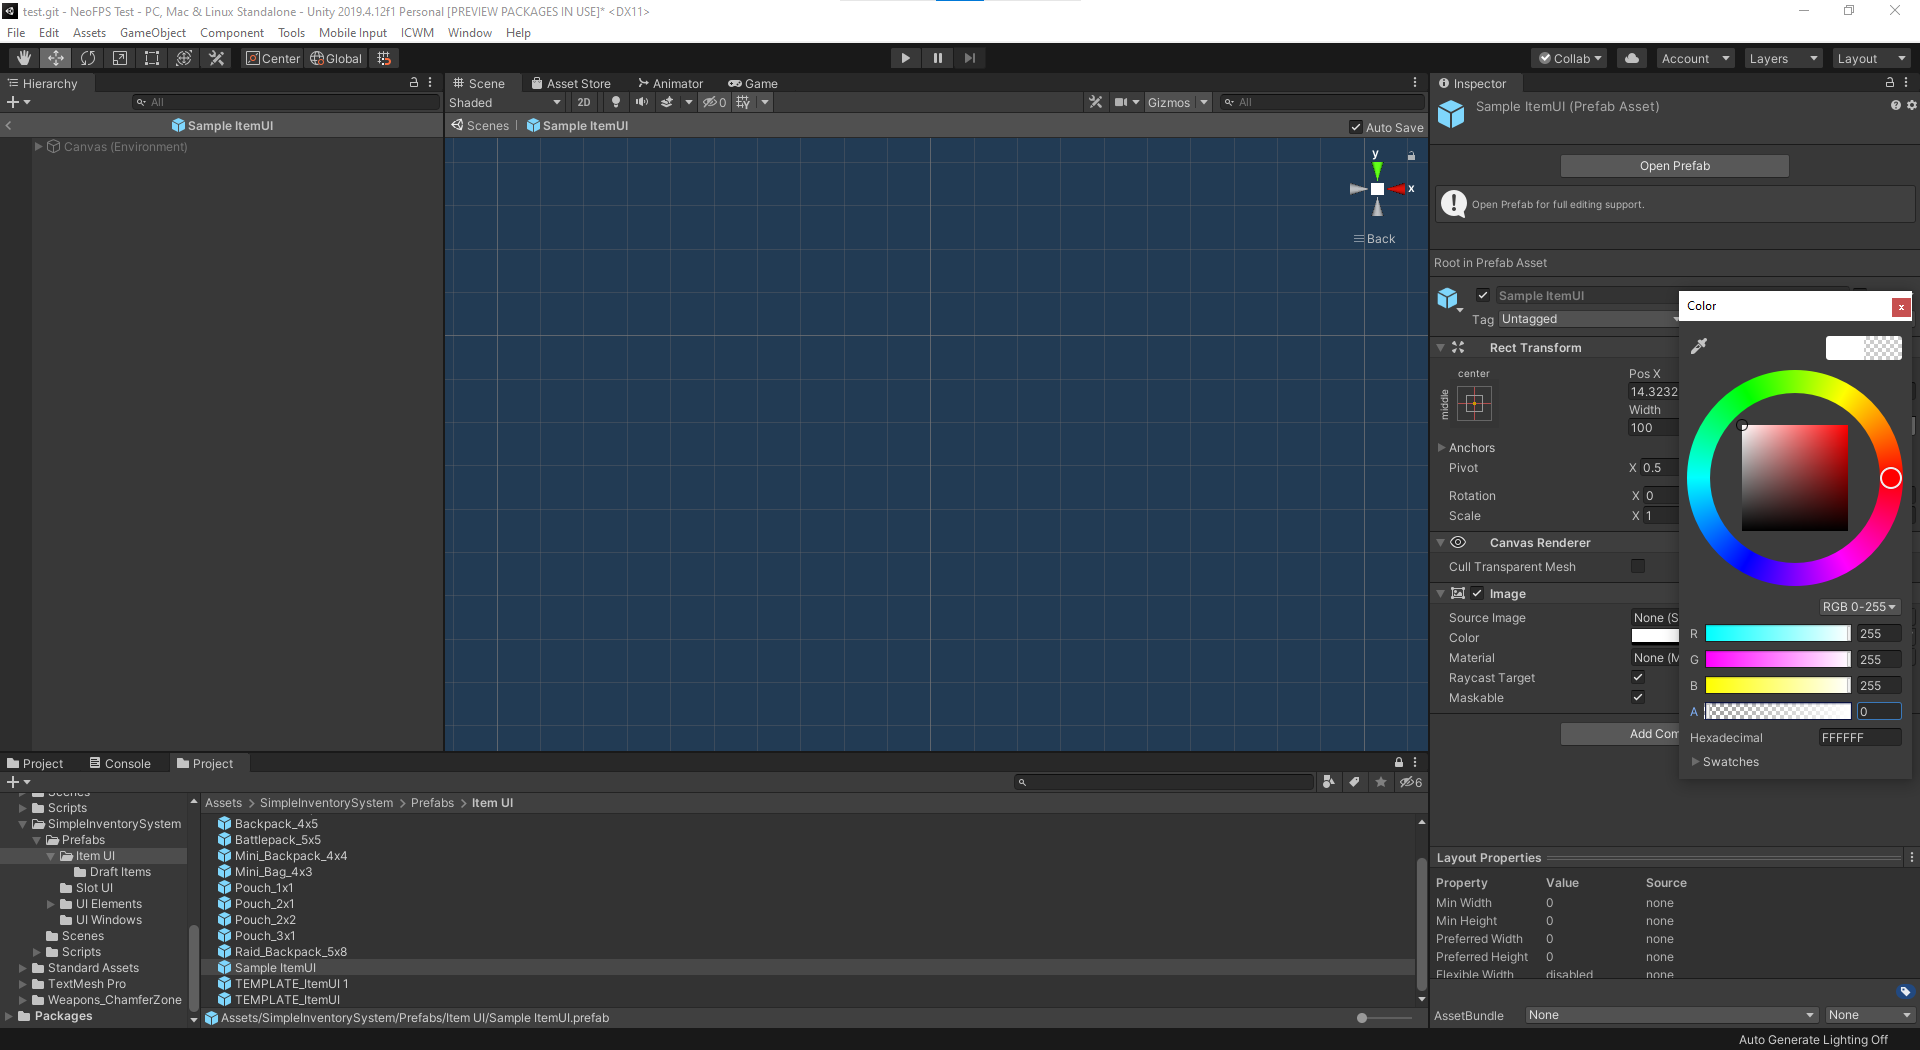 test.git - NeoFPS Test - PC, Mac & Linux Standalone - Unity 2019.4.12f1 Personal [PREVIEW PACKAGES IN USE]* <DX11>
File Edit Assets GameObject Component Tools Mobile Input ICWM Window Help
Center Global Collab Account Layers Layout
Hierarchy
All
Sample ItemUI
Canvas (Environment)
Scene Asset Store Animator Game
Shaded 2D 0 Gizmos All
Scenes Sample ItemUI Auto Save
y
x
Back
Inspector
Sample ItemUI (Prefab Asset)
Open Prefab
Open Prefab for full editing support.
Root in Prefab Asset
Sample ItemUI
Tag Untagged
Rect Transform
center
middle
Pos X
14.3232
Width
100
Anchors
Pivot X 0.5
Rotation X 0
Scale X 1
Canvas Renderer
Cull Transparent Mesh
Image
Source Image None (S
Color
Material None (M
Raycast Target
Maskable
Add Com
Color
x
RGB 0-255
R 255
G 255
B 255
A 0
Hexadecimal FFFFFF
Swatches
Layout Properties
Property Value Source
Min Width 0 none
Min Height 0 none
Preferred Width 0 none
Preferred Height 0 none
Flexible Width disabled none
AssetBundle None None
Auto Generate Lighting Off
Project Console Project
6
Scenes
Scripts
SimpleInventorySystem
Prefabs
Item UI
Draft Items
Slot UI
UI Elements
UI Windows
Scenes
Scripts
Standard Assets
TextMesh Pro
Weapons_ChamferZone
Packages
Assets > SimpleInventorySystem > Prefabs > Item UI
Backpack_4x5
Battlepack_5x5
Mini_Backpack_4x4
Mini_Bag_4x3
Pouch_1x1
Pouch_2x1
Pouch_2x2
Pouch_3x1
Raid_Backpack_5x8
Sample ItemUI
TEMPLATE_ItemUI 1
TEMPLATE_ItemUI
Assets/SimpleInventorySystem/Prefabs/Item UI/Sample ItemUI.prefab